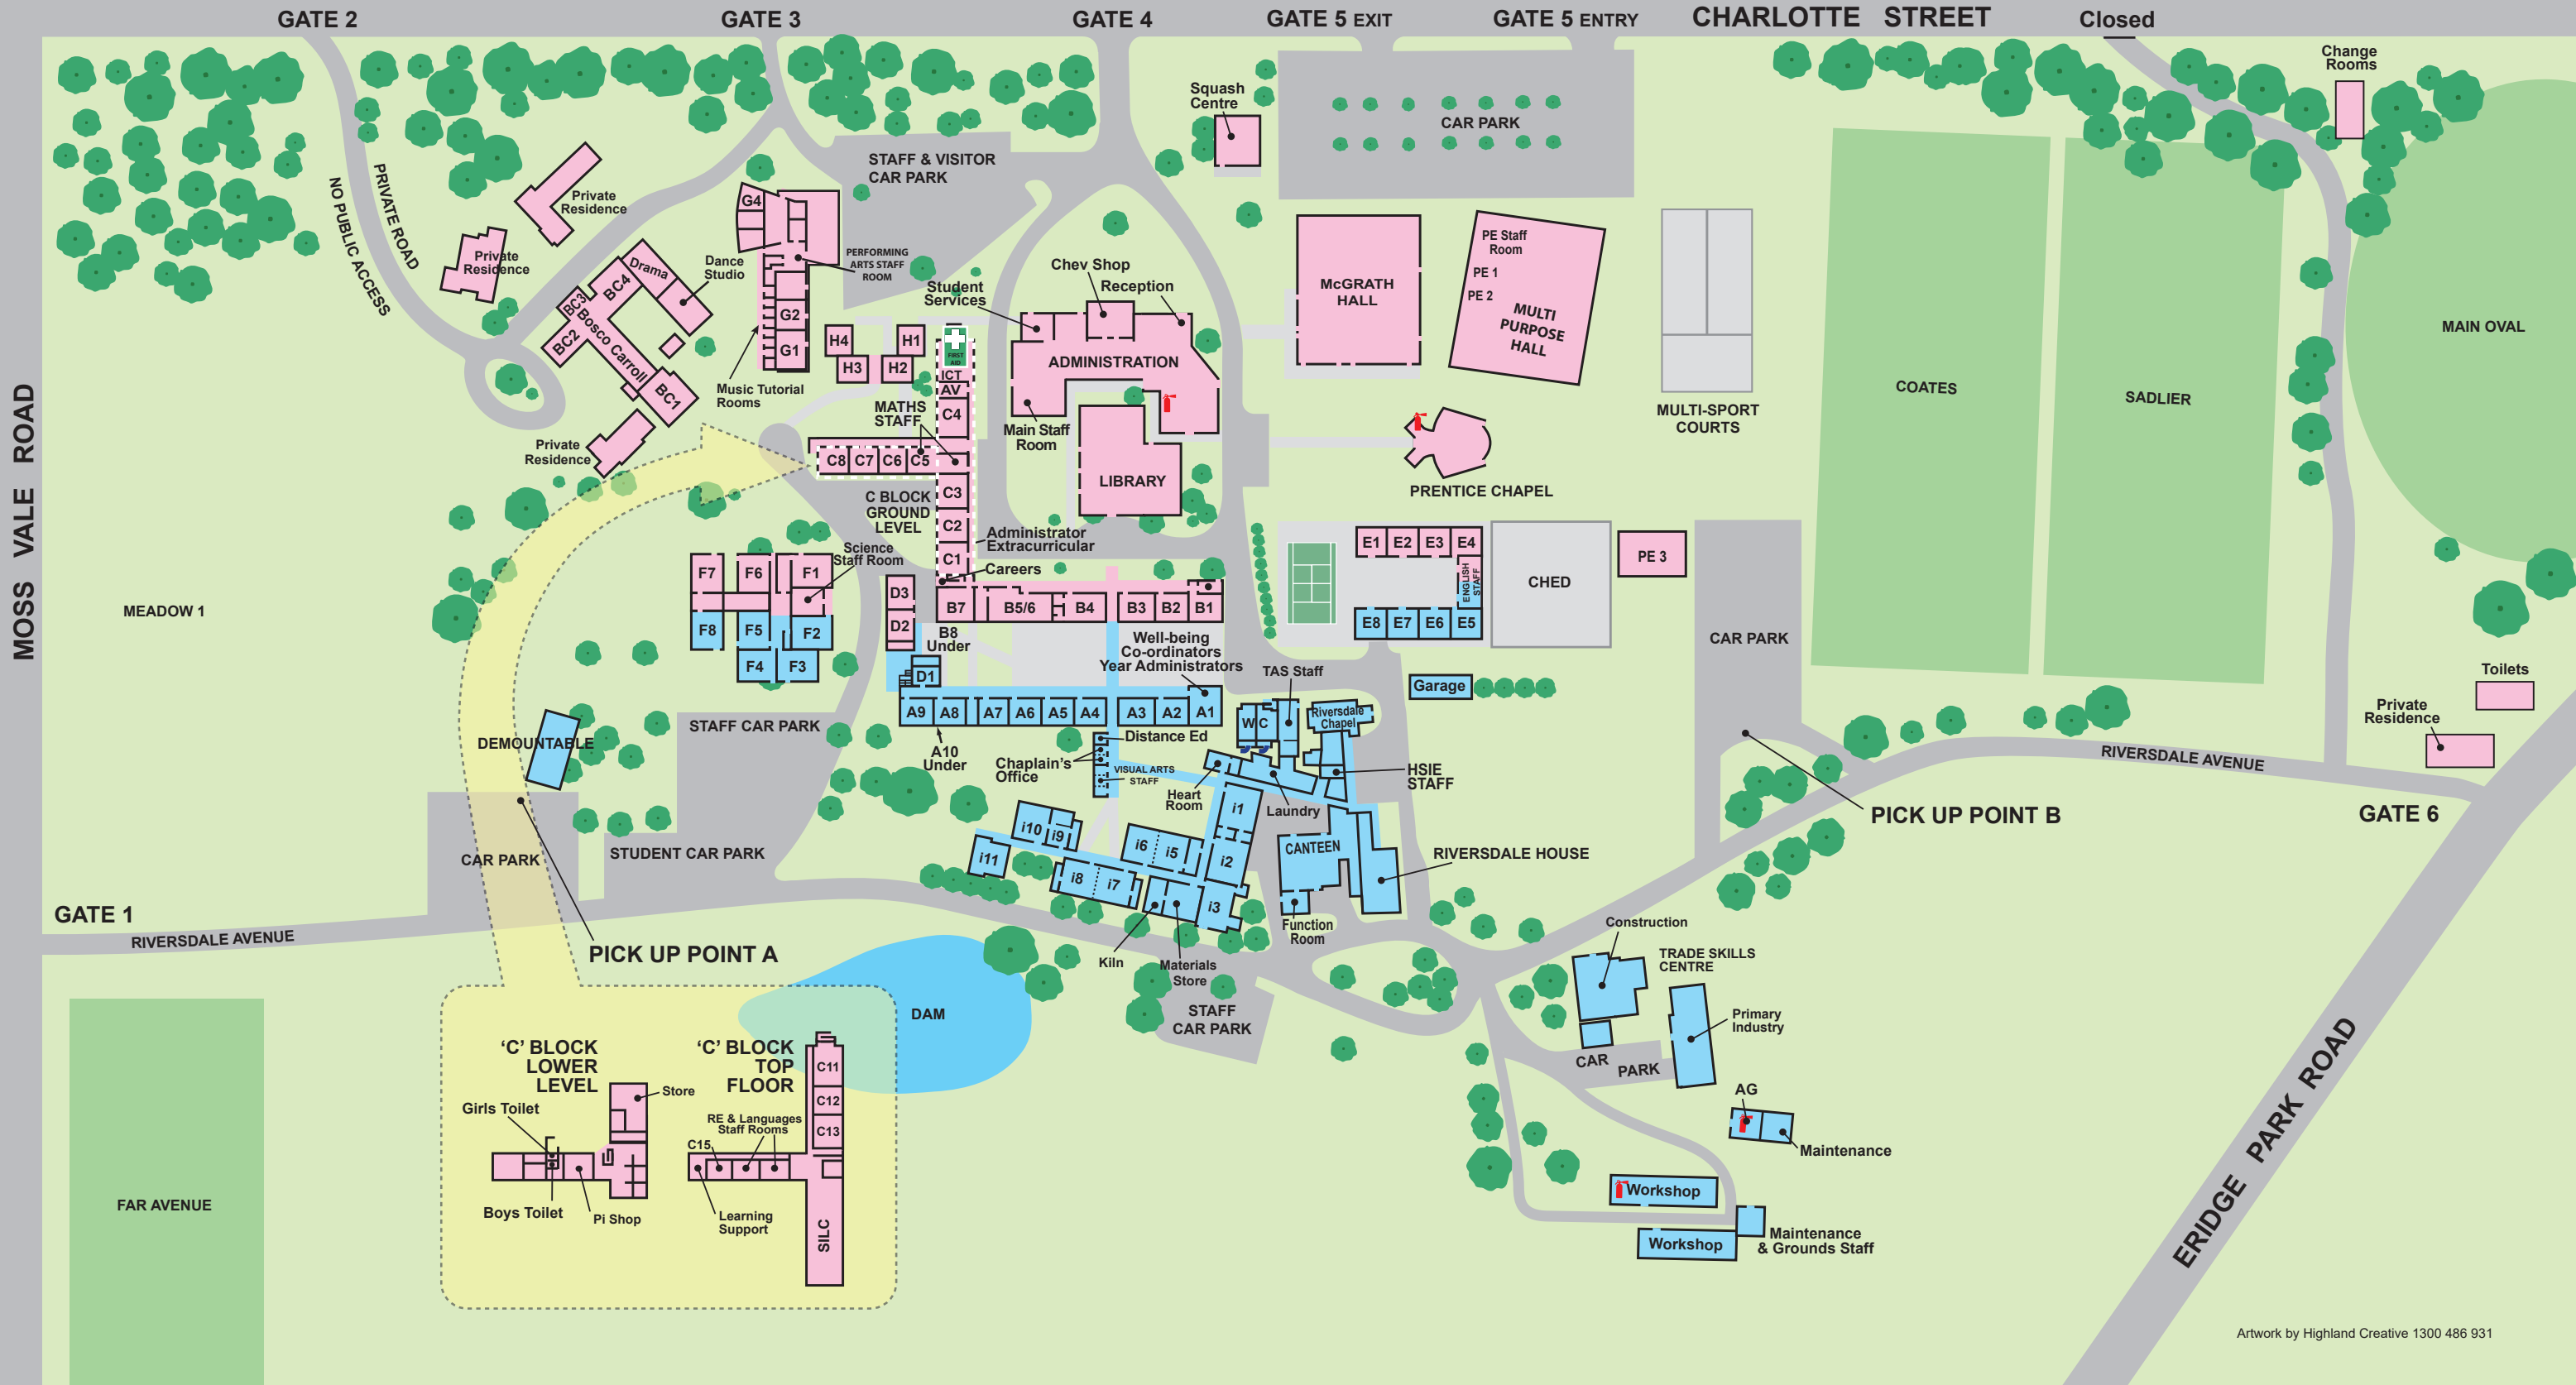 GATE 2
GATE 3
GATE 4
GATE 5 EXIT
GATE 5 ENTRY
CHARLOTTE STREET
Closed
Change
Rooms
Squash
Centre
CAR PARK
STAFF & VISITOR
CAR PARK
PRIVATE ROAD
NO PUBLIC ACCESS
Private
Residence
Private
Residence
G4
Dance
Studio
Drama
PERFORMING
ARTS STAFF
ROOM
BC4
BC3
BC2
Bosco Carroll
BC1
G2
G1
Music Tutorial
Rooms
Private
Residence
H4
H1
H3
H2
Student
Services
Chev Shop
Reception
ADMINISTRATION
Main Staff
Room
LIBRARY
FIRST
AID
ICT
AV
C4
MATHS
STAFF
C8
C7
C6
C5
C3
C2
C1
C BLOCK
GROUND
LEVEL
Administrator
Extracurricular
Careers
McGRATH
HALL
PE Staff
Room
PE 1
PE 2
MULTI
PURPOSE
HALL
MULTI-SPORT
COURTS
PRENTICE CHAPEL
COATES
SADLIER
MAIN OVAL
MOSS VALE ROAD
MEADOW 1
Science
Staff Room
F7
F6
F1
F8
F5
F2
F4
F3
D3
D2
D1
B7
B5/6
B4
B3
B2
B1
B8
Under
Well-being
Co-ordinators
Year Administrators
A9
A8
A7
A6
A5
A4
A3
A2
A1
A10
Under
E1
E2
E3
E4
ENGLISH
STAFF
E8
E7
E6
E5
CHED
PE 3
CAR PARK
Garage
TAS Staff
W C
Riversdale
Chapel
Distance Ed
Chaplain's
Office
VISUAL ARTS
STAFF
Heart
Room
Laundry
HSIE
STAFF
Toilets
Private
Residence
RIVERSDALE AVENUE
GATE 6
PICK UP POINT B
STAFF CAR PARK
DEMOUNTABLE
CAR PARK
STUDENT CAR PARK
GATE 1
RIVERSDALE AVENUE
PICK UP POINT A
i10
i9
i11
i8
i7
i6
i5
i1
i2
i3
CANTEEN
RIVERSDALE HOUSE
Function
Room
Kiln
Materials
Store
STAFF
CAR PARK
DAM
Construction
TRADE SKILLS
CENTRE
Primary
Industry
CAR
PARK
AG
Maintenance
Workshop
Workshop
Maintenance
& Grounds Staff
ERIDGE PARK ROAD
FAR AVENUE
‘C’ BLOCK
LOWER
LEVEL
Store
Girls Toilet
Boys Toilet
Pi Shop
‘C’ BLOCK
TOP
FLOOR
C11
C12
C13
RE & Languages
Staff Rooms
C15
Learning
Support
SILC
Artwork by Highland Creative 1300 486 931